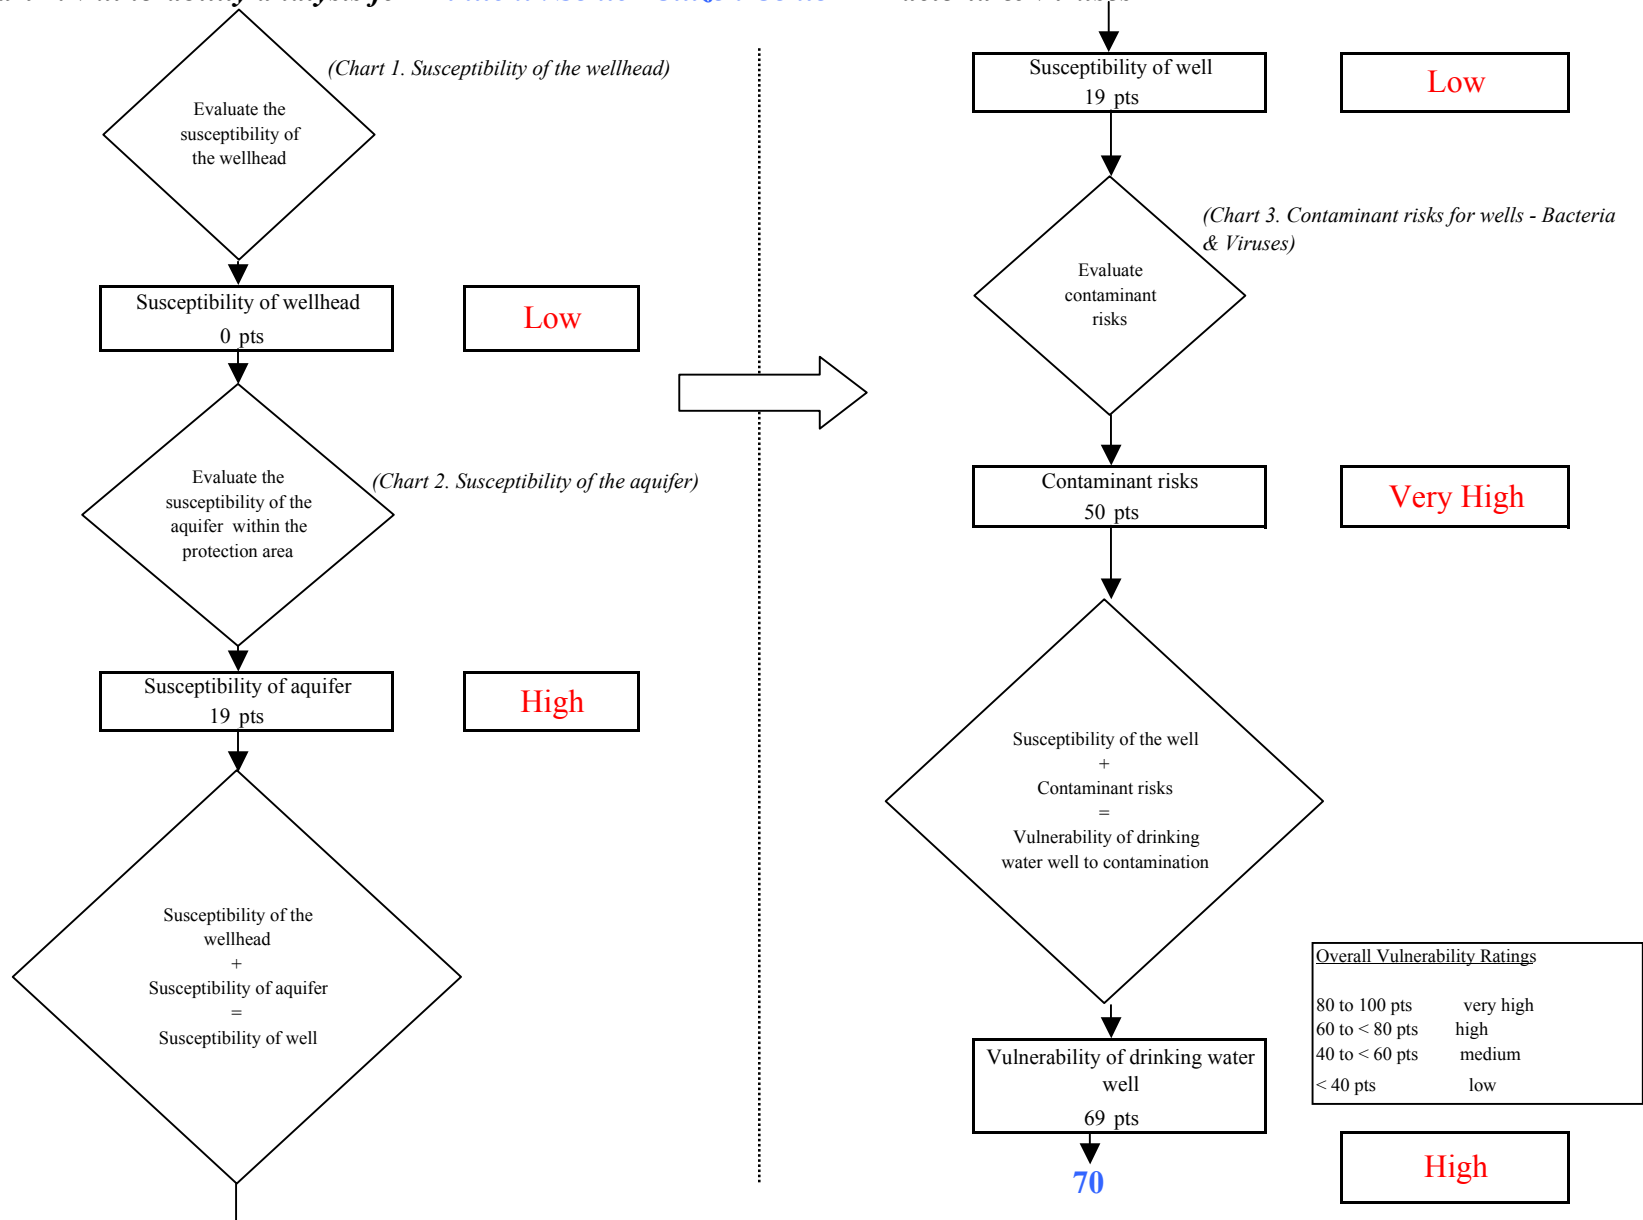 (Chart 1. Susceptibility of the wellhead)
Evaluate the
susceptibility of
the wellhead
Susceptibility of wellhead
0 pts
Low
Evaluate the
susceptibility of the
aquifer within the
protection area
(Chart 2. Susceptibility of the aquifer)
Susceptibility of aquifer
19 pts
High
Susceptibility of the
wellhead
+
Susceptibility of aquifer
=
Susceptibility of well
Susceptibility of well
19 pts
Low
(Chart 3. Contaminant risks for wells - Bacteria
& Viruses)
Evaluate
contaminant
risks
Contaminant risks
50 pts
Very High
Susceptibility of the well
+
Contaminant risks
=
Vulnerability of drinking
water well to contamination
Vulnerability of drinking water
well
69 pts
70
Overall Vulnerability Ratings
80 to 100 pts very high
60 to < 80 pts high
40 to < 60 pts medium
< 40 pts low
High